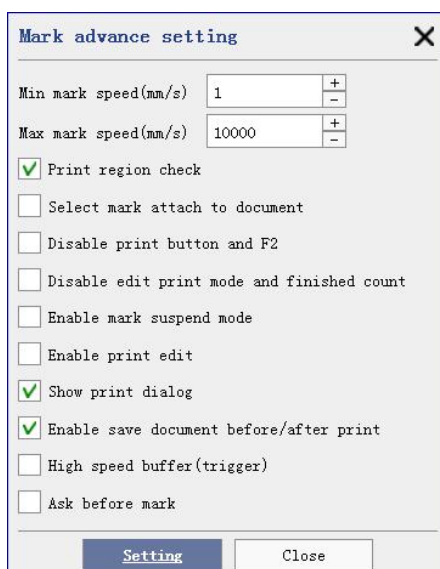 Mark advance setting
Min mark speed(mm/s) 1
Max mark speed(mm/s) 10000
Print region check
Select mark attach to document
Disable print button and F2
Disable edit print mode and finished count
Enable mark suspend mode
Enable print edit
Show print dialog
Enable save document before/after print
High speed buffer(trigger)
Ask before mark
Setting Close